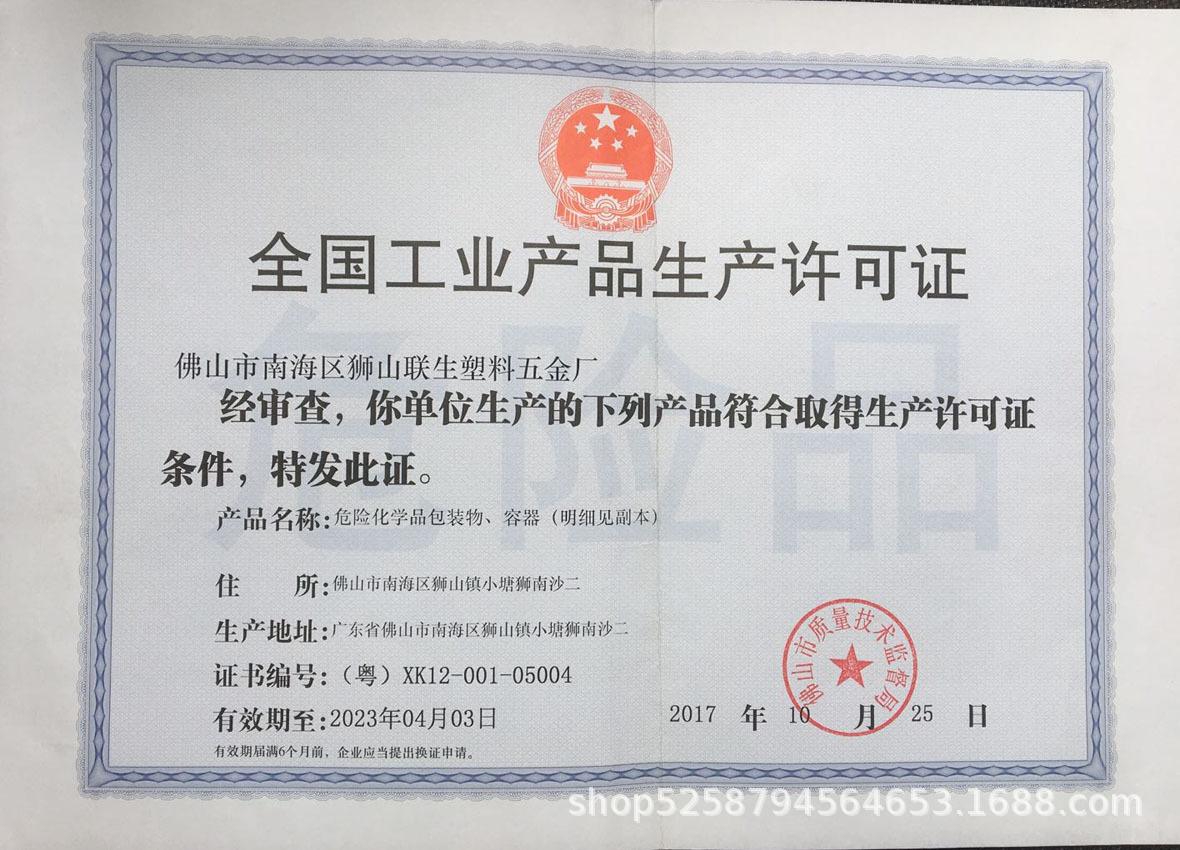 全国工业产品生产许可证
危险品
佛山市南海区狮山联生塑料五金厂
经审查，你单位生产的下列产品符合取得生产许可证
条件，特发此证。
产品名称:危险化学品包装物、容器（明细见副本）
住 所:佛山市南海区狮山镇小塘狮南沙二
生产地址:广东省佛山市南海区狮山镇小塘狮南沙二
证书编号:（粤）XK12-001-05004
有效期至:2023年04月03日
有效期届满6个月前，企业应当提出换证申请。
佛山市质量技术监督局
2017 年 10 月 25 日
shop5258794564653.1688.com